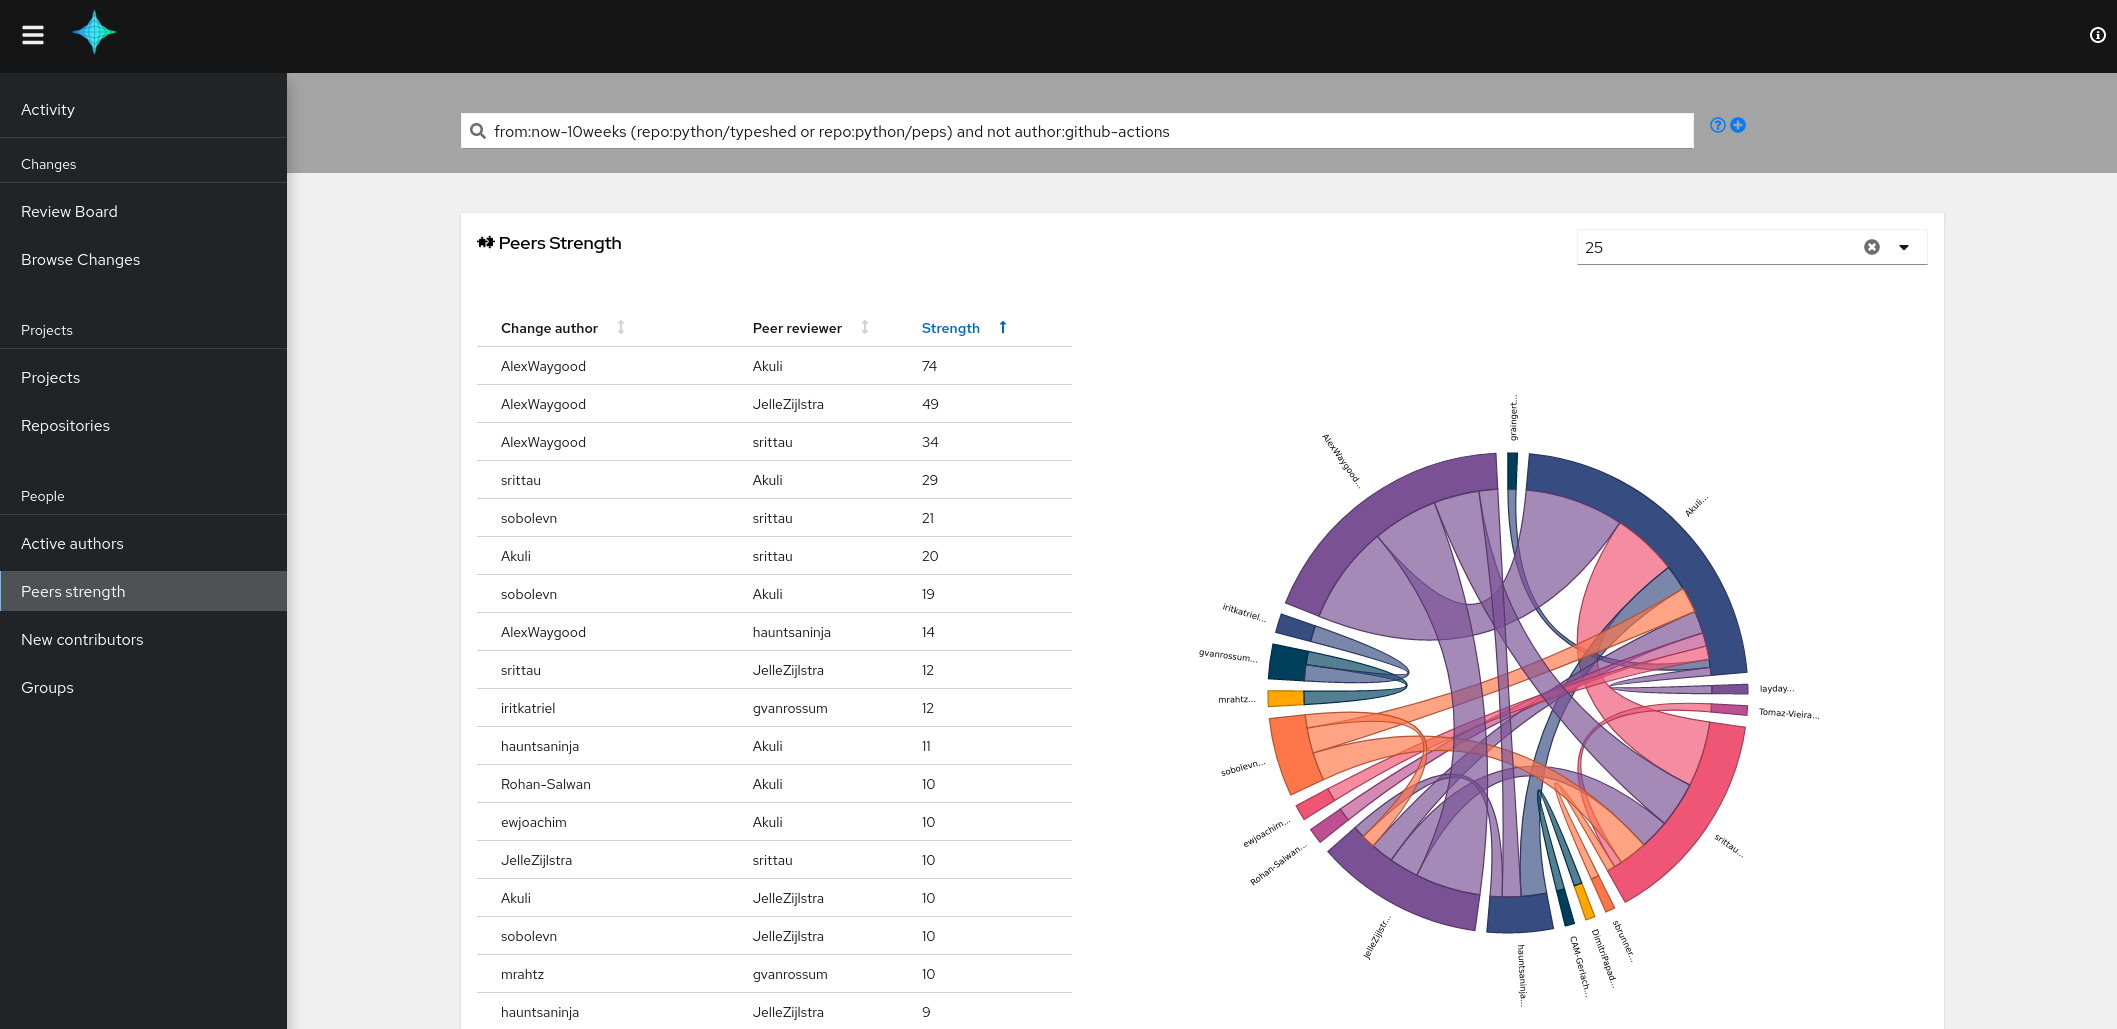 Activity
Changes
Review Board
Browse Changes
Projects
Projects
Repositories
People
Active authors
Peers strength
New contributors
Groups
from:now-10weeks (repo:python/typeshed or repo:python/peps) and not author:github-actions
Peers Strength
25
Change author Peer reviewer Strength
AlexWaygood Akuli 74
AlexWaygood JelleZijlstra 49
AlexWaygood srittau 34
srittau Akuli 29
sobolevn srittau 21
Akuli srittau 20
sobolevn Akuli 19
AlexWaygood hauntsaninja 14
srittau JelleZijlstra 12
iritkatriel gvanrossum 12
hauntsaninja Akuli 11
Rohan-Salwan Akuli 10
ewjoachim Akuli 10
JelleZijlstra srittau 10
Akuli JelleZijlstra 10
sobolevn JelleZijlstra 10
mrahtz gvanrossum 10
hauntsaninja JelleZijlstra 9
graingert...
Akuli...
layday...
Tomaz-Vieira...
srittau...
sbrunner...
DimitriPapad...
CAM-Gerlach...
hauntsaninja...
JelleZijlstr...
Rohan-Salwan...
ewjoachim...
sobolevn...
mrahtz...
gvanrossum...
iritkatriel...
AlexWaygood...